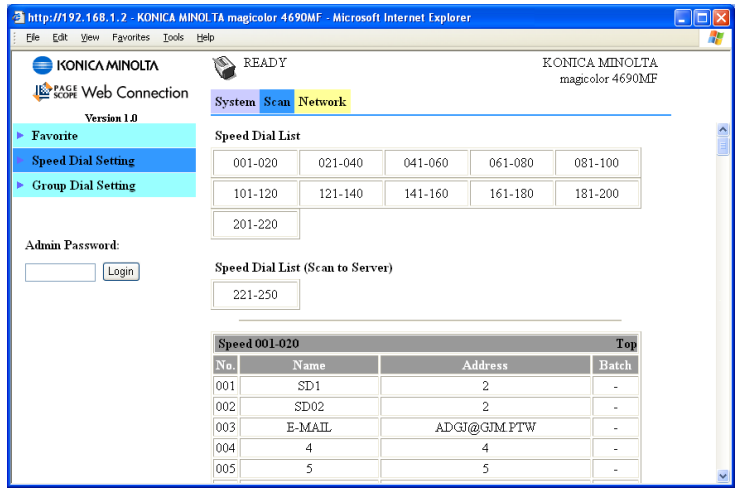 http://192.168.1.2 - KONICA MINOLTA magicolor 4690MF - Microsoft Internet Explorer
File Edit View Favorites Tools Help
KONICA MINOLTA
PAGE SCOPE Web Connection
Version 1.0
READY
KONICA MINOLTA
magicolor 4690MF
System Scan Network
Favorite
Speed Dial Setting
Group Dial Setting
Admin Password:
Login
Speed Dial List
001-020 021-040 041-060 061-080 081-100
101-120 121-140 141-160 161-180 181-200
201-220
Speed Dial List (Scan to Server)
221-250
Speed 001-020 Top
No. Name Address Batch
001 SD1 2 -
002 SD02 2 -
003 E-MAIL ADGJ@GJM.PTW -
004 4 4 -
005 5 5 -